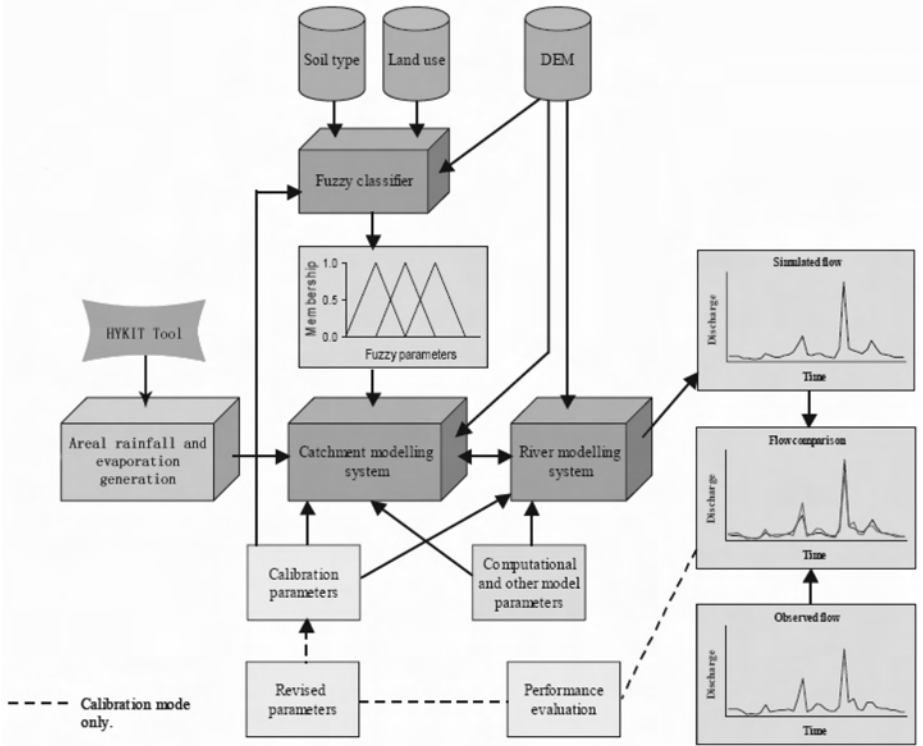 Soil type
Land use
DEM
Fuzzy classifier
Membership
1.0
0.5
0.0
Fuzzy parameters
HYKIT Tool
Areal rainfall and
evaporation
generation
Catchment modelling
system
River modelling
system
Calibration
parameters
Computational
and other model
parameters
Revised
parameters
Performance
evaluation
Calibration mode
only.
Simulated flow
Discharge
Time
Flow comparison
Discharge
Time
Observed flow
Discharge
Time